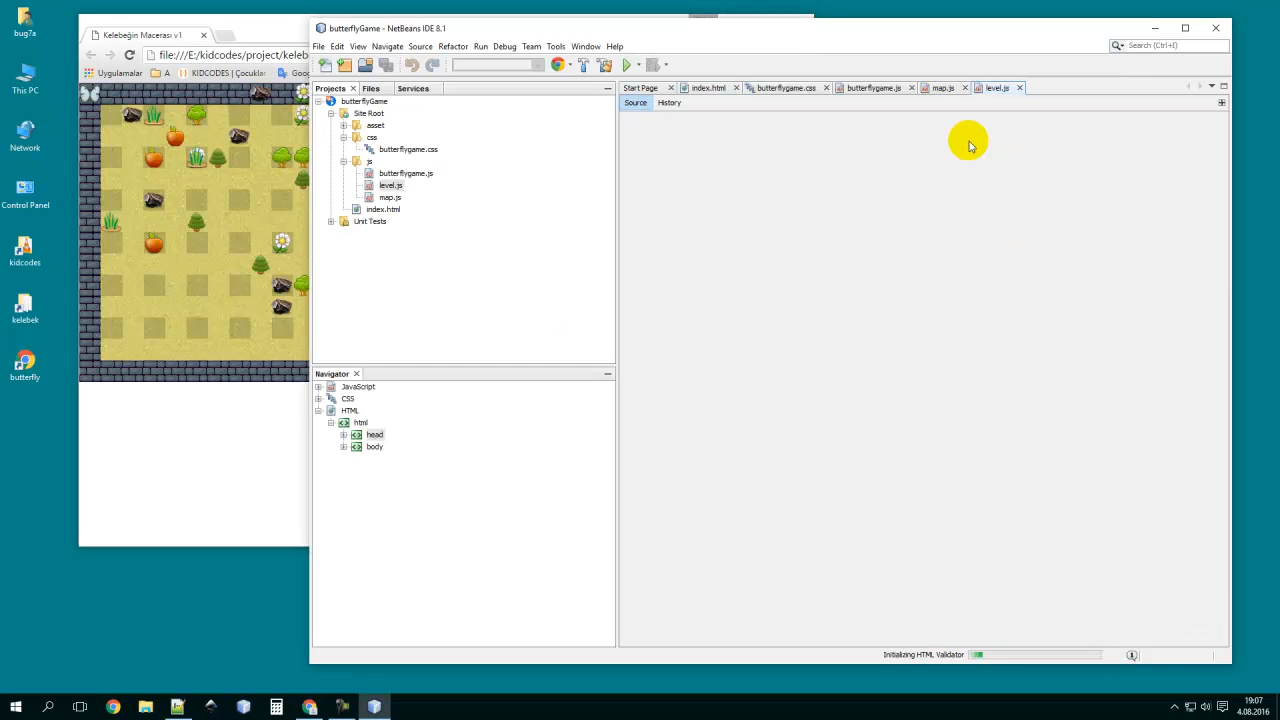 bug7a
This PC
Network
Control Panel
kidcodes
kelebek
butterfly
Kelebeğin Macerası v1
file:///E:/kidcodes/project/keleb
Uygulamalar
A
KIDCODES | Çocuklar
Goog
butterflyGame - NetBeans IDE 8.1
File Edit View Navigate Source Refactor Run Debug Team Tools Window Help
Search (Ctrl+I)
Projects Files Services
butterflyGame
Site Root
asset
css
butterflygame.css
js
butterflygame.js
level.js
map.js
index.html
Unit Tests
Navigator
JavaScript
CSS
HTML
html
head
body
Start Page index.html butterflygame.css butterflygame.js map.js level.js
Source History
Initializing HTML Validator
19:07
4.08.2016